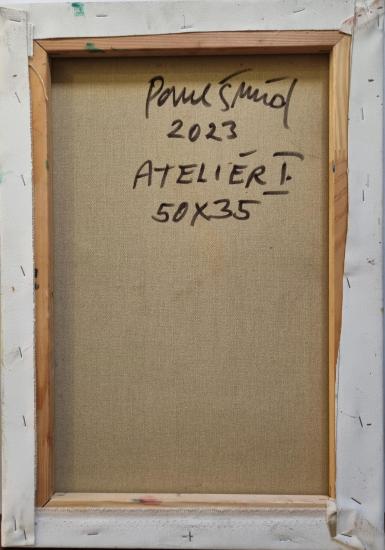 Pavel Šmíd
2023
ATELIÉR I.
50X35